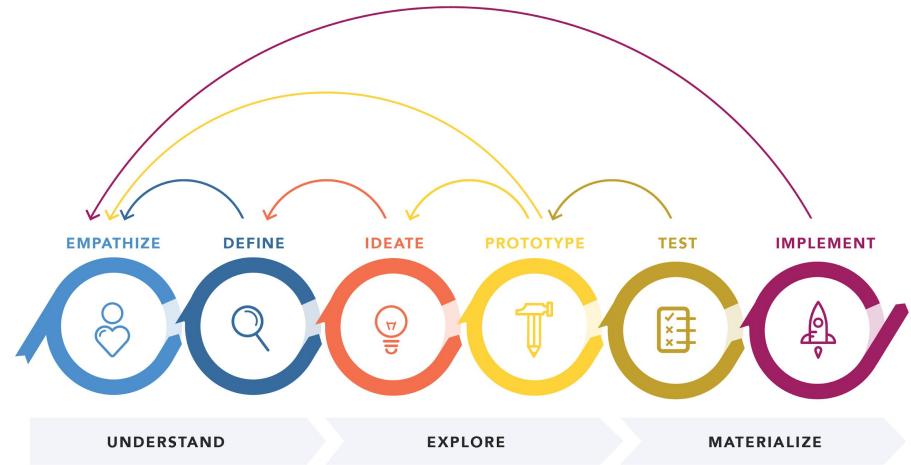 EMPATHIZE DEFINE IDEATE PROTOTYPE TEST IMPLEMENT
UNDERSTAND EXPLORE MATERIALIZE